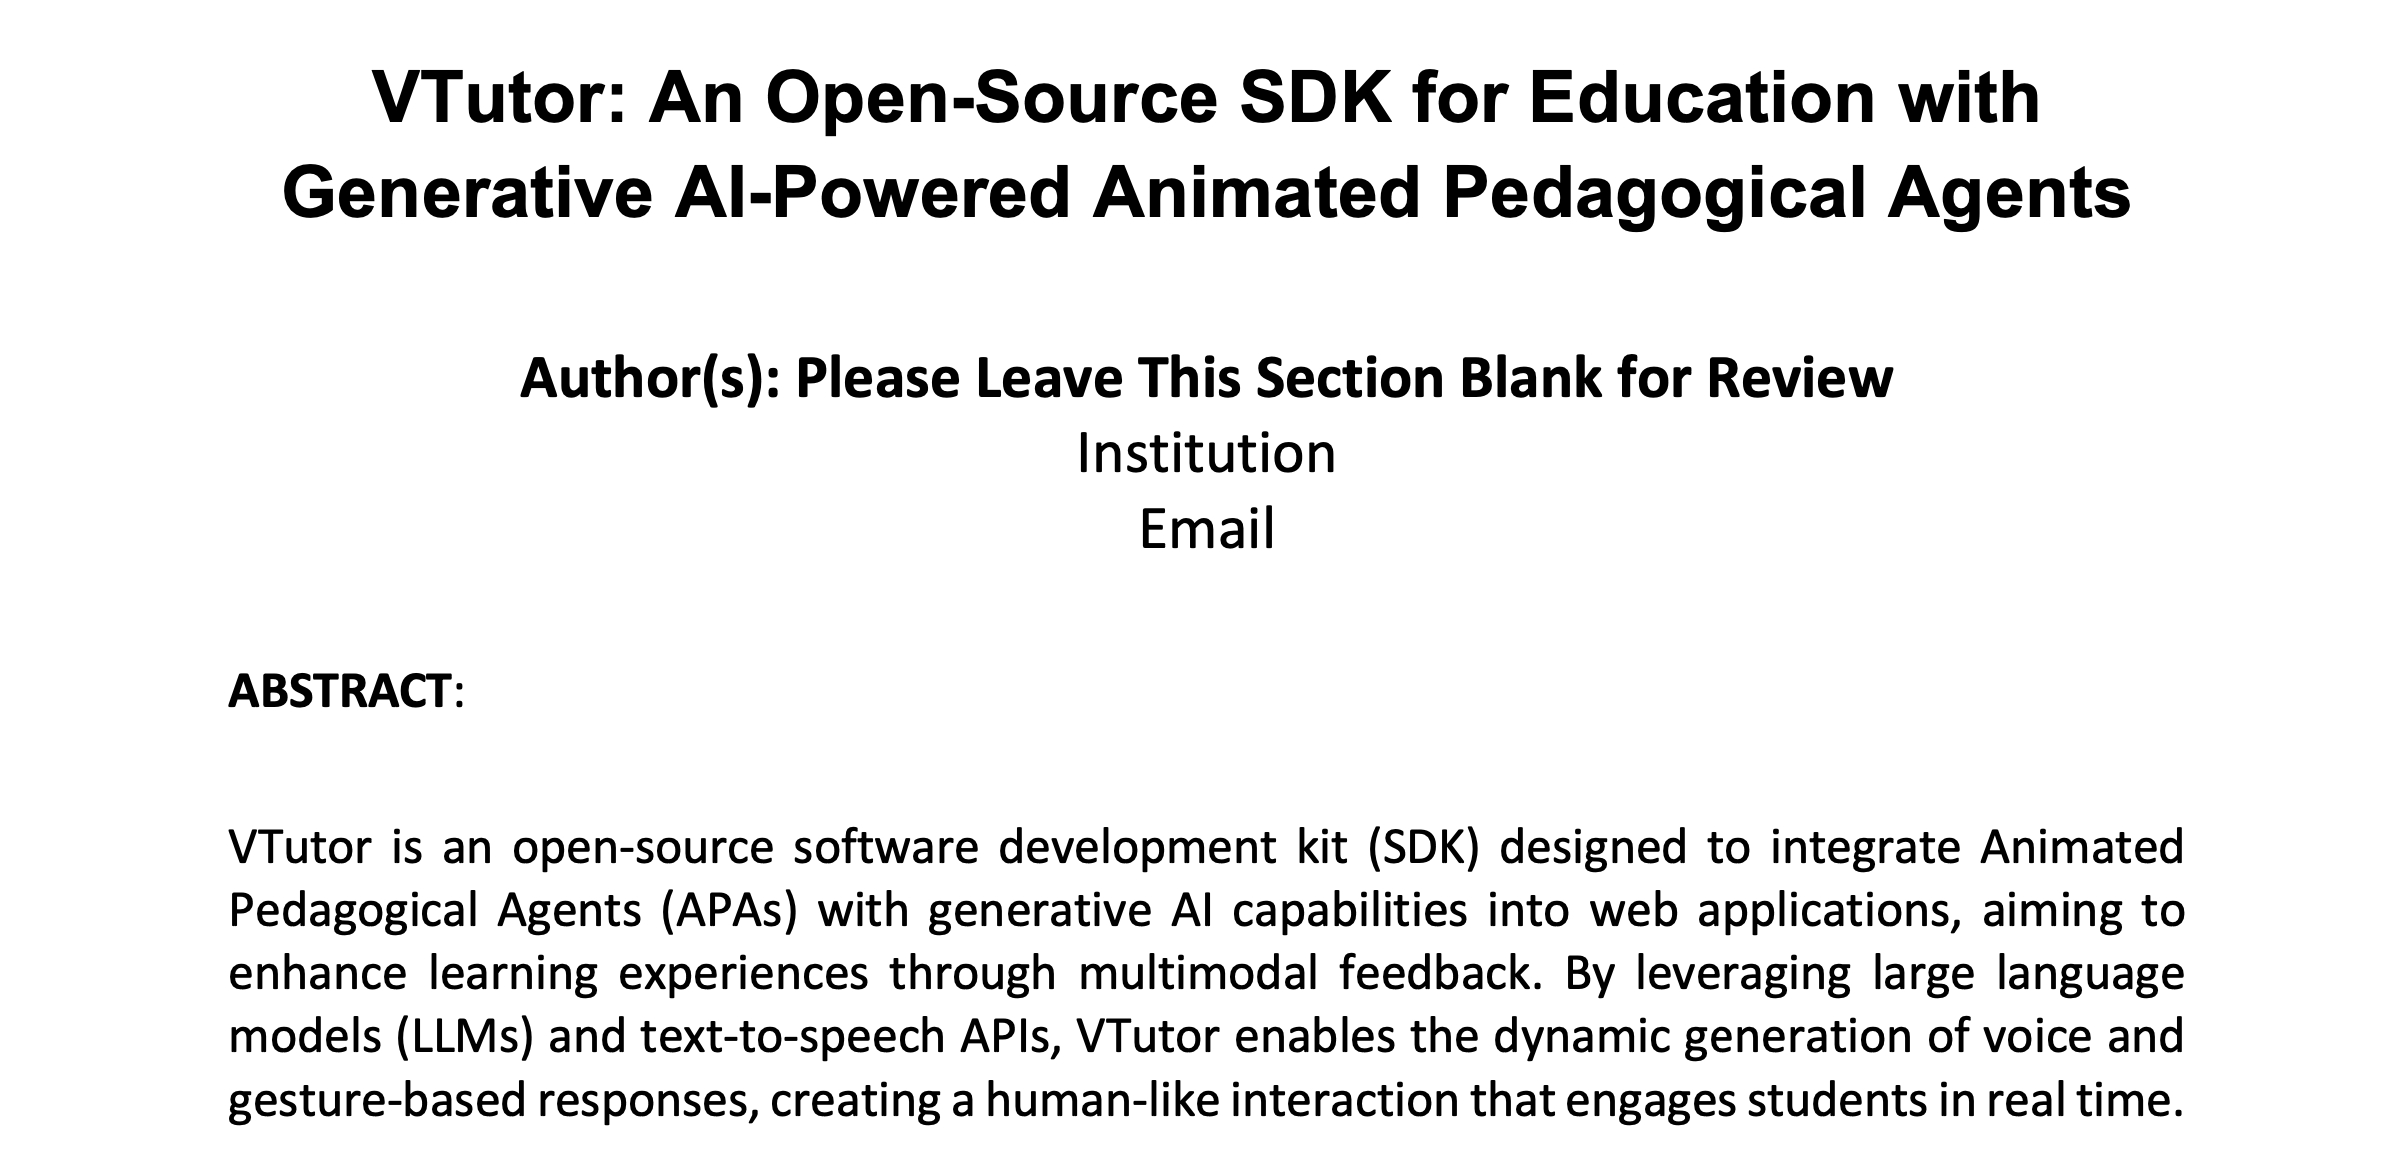 VTutor: An Open-Source SDK for Education with
Generative AI-Powered Animated Pedagogical Agents
Author(s): Please Leave This Section Blank for Review
Institution
Email
ABSTRACT:
VTutor is an open-source software development kit (SDK) designed to integrate Animated
Pedagogical Agents (APAs) with generative AI capabilities into web applications, aiming to
enhance learning experiences through multimodal feedback. By leveraging large language
models (LLMs) and text-to-speech APIs, VTutor enables the dynamic generation of voice and
gesture-based responses, creating a human-like interaction that engages students in real time.